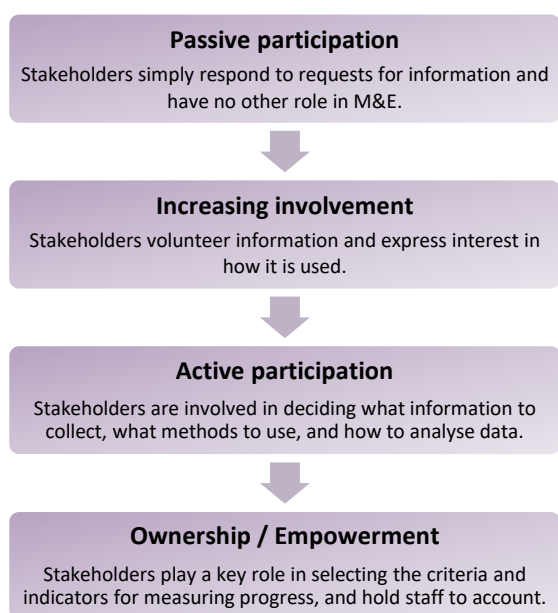 Passive participation
Stakeholders simply respond to requests for information and
have no other role in M&E.
Increasing involvement
Stakeholders volunteer information and express interest in
how it is used.
Active participation
Stakeholders are involved in deciding what information to
collect, what methods to use, and how to analyse data.
Ownership / Empowerment
Stakeholders play a key role in selecting the criteria and
indicators for measuring progress, and hold staff to account.